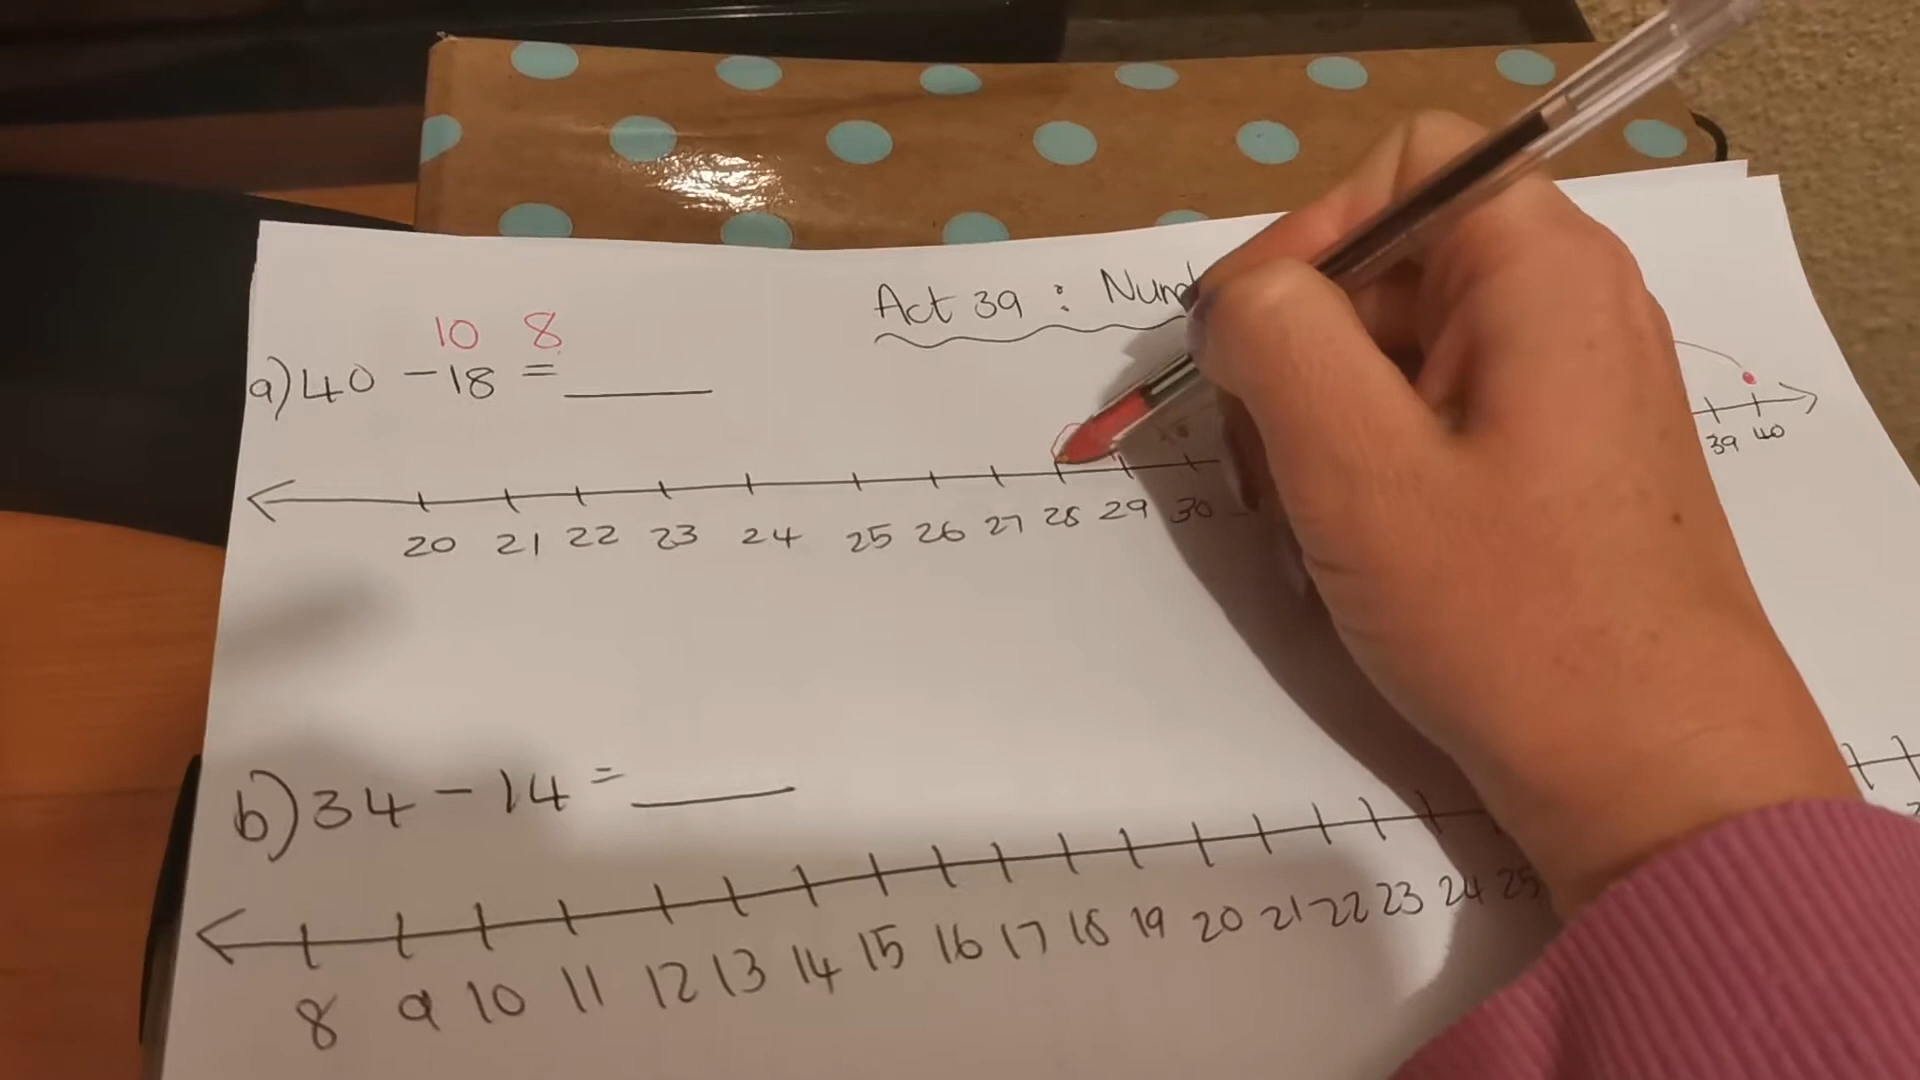 Act 39 : Num
10 8
a) 40 - 18 = ____
20 21 22 23 24 25 26 27 28 29 30 39 40
b) 34 - 14 = ____
8 9 10 11 12 13 14 15 16 17 18 19 20 21 22 23 24 25